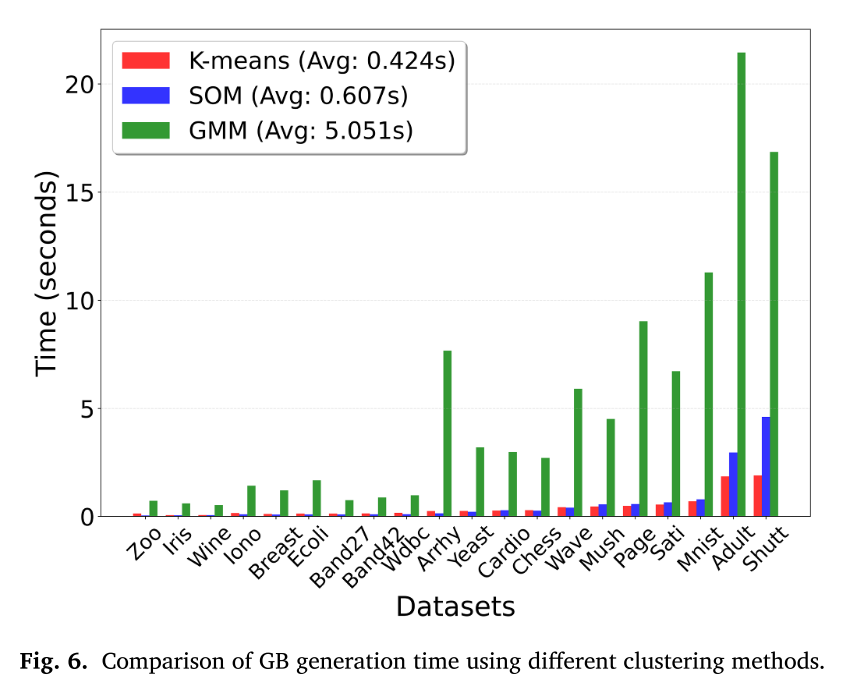 K-means (Avg: 0.424s)
SOM (Avg: 0.607s)
GMM (Avg: 5.051s)
Time (seconds)
20
15
10
5
0
Zoo
Iris
Wine
Iono
Breast
Ecoli
Band27
Band42
Wdbc
Arrhy
Yeast
Cardio
Chess
Wave
Mush
Page
Sati
Mnist
Adult
Shutt
Datasets
Fig. 6. Comparison of GB generation time using different clustering methods.